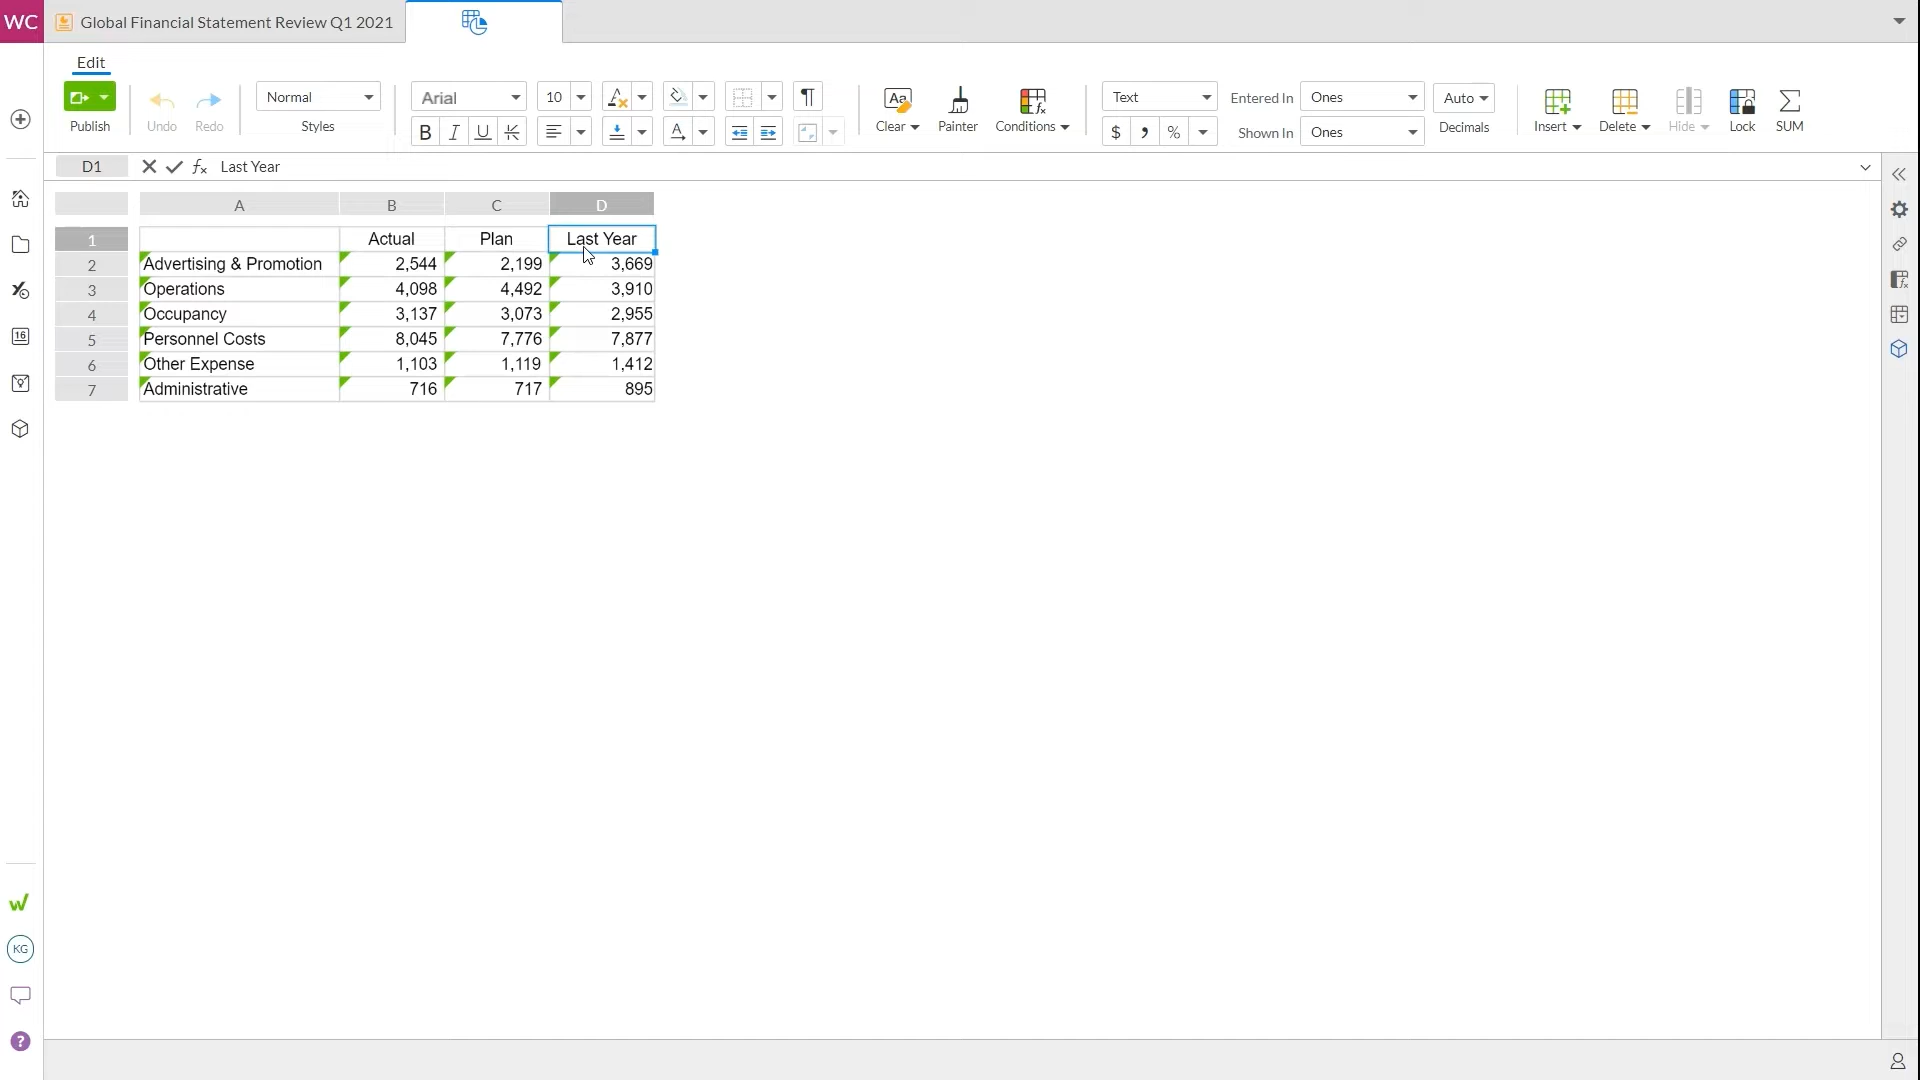 WC Global Financial Statement Review Q1 2021
Edit
Normal Arial 10 Text Entered In Ones Auto
Publish Undo Redo Styles B I U K Clear Painter Conditions $ , % Shown In Ones Decimals Insert Delete Hide Lock SUM
D1 fx Last Year
A B C D
1 Actual Plan Last Year
2 Advertising & Promotion 2,544 2,199 3,669
3 Operations 4,098 4,492 3,910
4 Occupancy 3,137 3,073 2,955
5 Personnel Costs 8,045 7,776 7,877
6 Other Expense 1,103 1,119 1,412
7 Administrative 716 717 895
16
KG
?